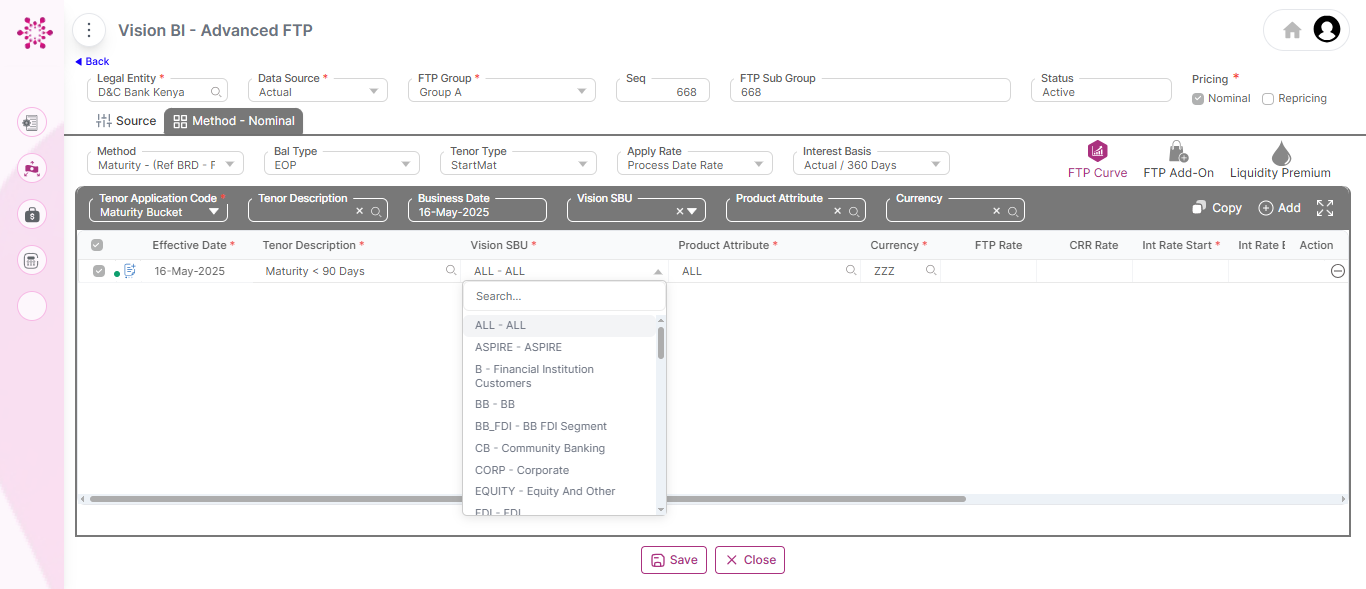 Vision BI - Advanced FTP
Back
Legal Entity *
D&C Bank Kenya
Data Source *
Actual
FTP Group *
Group A
Seq
668
FTP Sub Group
668
Status
Active
Pricing *
Nominal
Repricing
Source
Method - Nominal
Method
Maturity - (Ref BRD - F
Bal Type
EOP
Tenor Type
StartMat
Apply Rate
Process Date Rate
Interest Basis
Actual / 360 Days
FTP Curve
FTP Add-On
Liquidity Premium
Tenor Application Code *
Maturity Bucket
Tenor Description
Business Date
16-May-2025
Vision SBU
Product Attribute
Currency
Copy
Add
Effective Date * Tenor Description * Vision SBU * Product Attribute * Currency * FTP Rate CRR Rate Int Rate Start * Int Rate E Action
16-May-2025 Maturity < 90 Days ALL - ALL ALL ZZZ
Search...
ALL - ALL
ASPIRE - ASPIRE
B - Financial Institution
Customers
BB - BB
BB_FDI - BB FDI Segment
CB - Community Banking
CORP - Corporate
EQUITY - Equity And Other
FDI - FDI
Save
Close